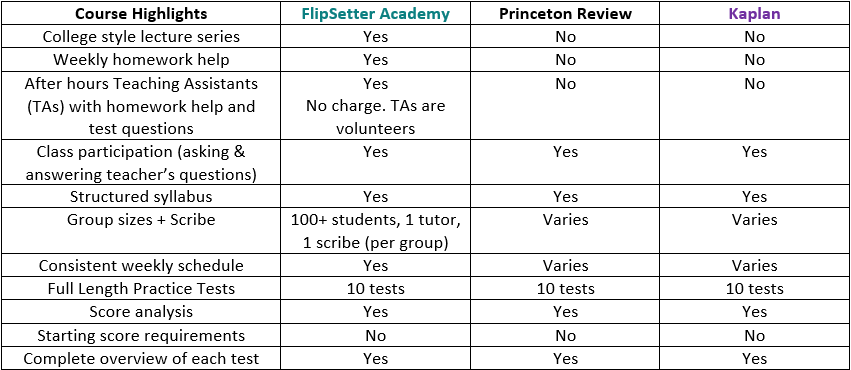 Course Highlights FlipSetter Academy Princeton Review Kaplan
College style lecture series Yes No No
Weekly homework help Yes No No
After hours Teaching Assistants Yes No No
(TAs) with homework help and No charge. TAs are
test questions volunteers
Class participation (asking & Yes Yes Yes
answering teacher's questions)
Structured syllabus Yes Yes Yes
Group sizes + Scribe 100+ students, 1 tutor, Varies Varies
1 scribe (per group)
Consistent weekly schedule Yes Varies Varies
Full Length Practice Tests 10 tests 10 tests 10 tests
Score analysis Yes Yes Yes
Starting score requirements No No No
Complete overview of each test Yes Yes Yes